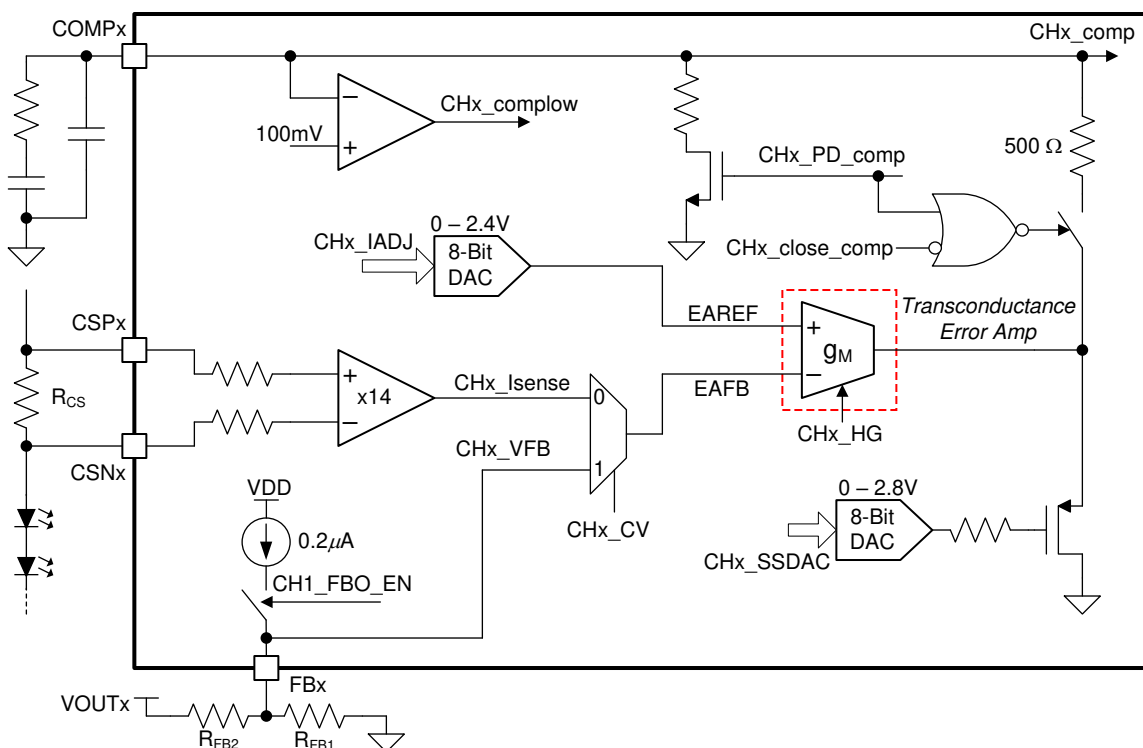 COMPx
CHx_comp
CHx_complow
100mV
−
+
CHx_PD_comp
500 Ω
0 – 2.4V
CHx_IADJ
8-Bit
DAC
CHx_close_comp
Transconductance
Error Amp
EAREF
+
gM
−
EAFB
CHx_HG
CSPx
RCS
CSNx
+
x14
−
CHx_Isense
0
CHx_VFB
1
CHx_CV
VDD
0.2µA
CH1_FBO_EN
0 – 2.8V
8-Bit
DAC
CHx_SSDAC
FBx
VOUTx
RFB2
RFB1